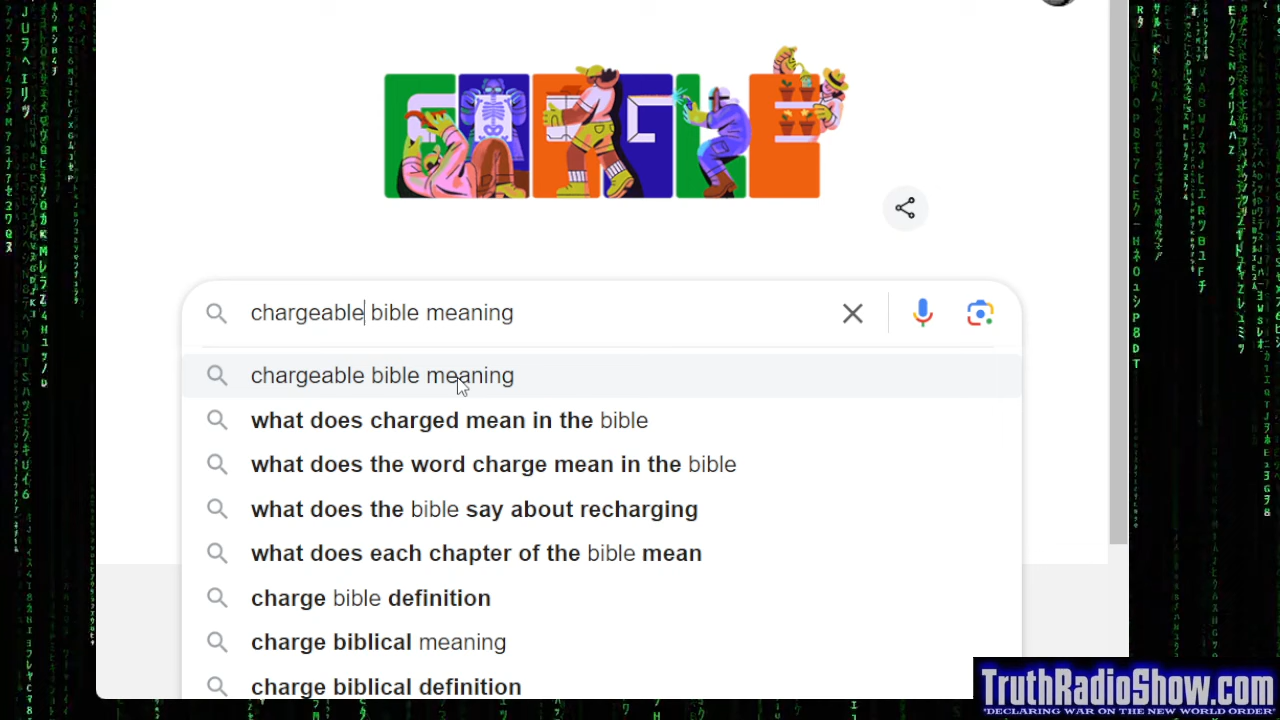 chargeable bible meaning
chargeable bible meaning
what does charged mean in the bible
what does the word charge mean in the bible
what does the bible say about recharging
what does each chapter of the bible mean
charge bible definition
charge biblical meaning
charge biblical definition
TruthRadioShow.com
"DECLARING WAR ON THE NEW WORLD ORDER"